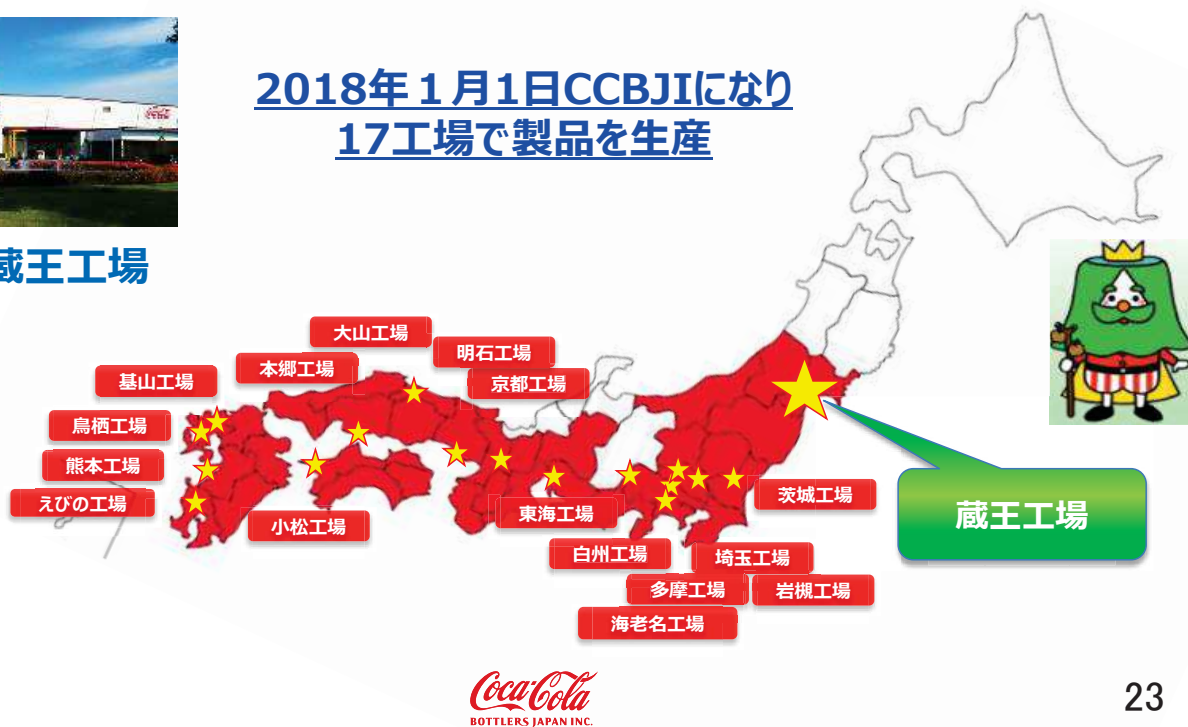 2018年１月1日CCBJIになり
17工場で製品を生産
蔵王工場
大山工場
明石工場
本郷工場
京都工場
基山工場
鳥栖工場
熊本工場
えびの工場
小松工場
東海工場
茨城工場
白州工場
埼玉工場
多摩工場
岩槻工場
海老名工場
蔵王工場
Coca-Cola
BOTTLERS JAPAN INC.
23